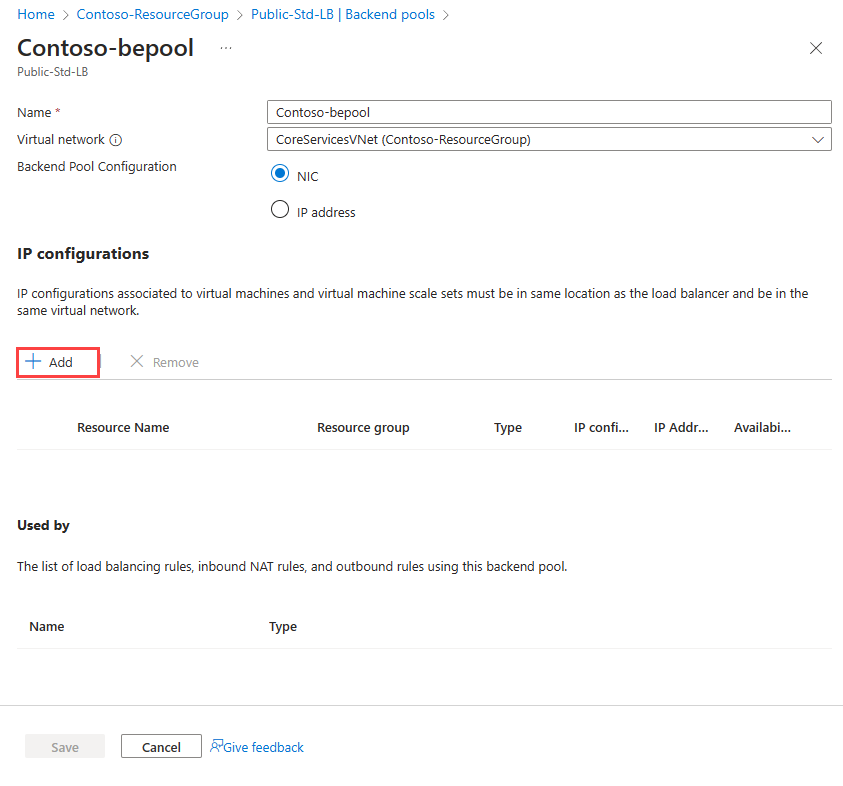 Home > Contoso-ResourceGroup > Public-Std-LB | Backend pools >
Contoso-bepool ...
Public-Std-LB
Name * Contoso-bepool
Virtual network CoreServicesVNet (Contoso-ResourceGroup)
Backend Pool Configuration
NIC
IP address
IP configurations
IP configurations associated to virtual machines and virtual machine scale sets must be in same location as the load balancer and be in the
same virtual network.
Add Remove
Resource Name Resource group Type IP confi... IP Addr... Availabi...
Used by
The list of load balancing rules, inbound NAT rules, and outbound rules using this backend pool.
Name Type
Save Cancel Give feedback